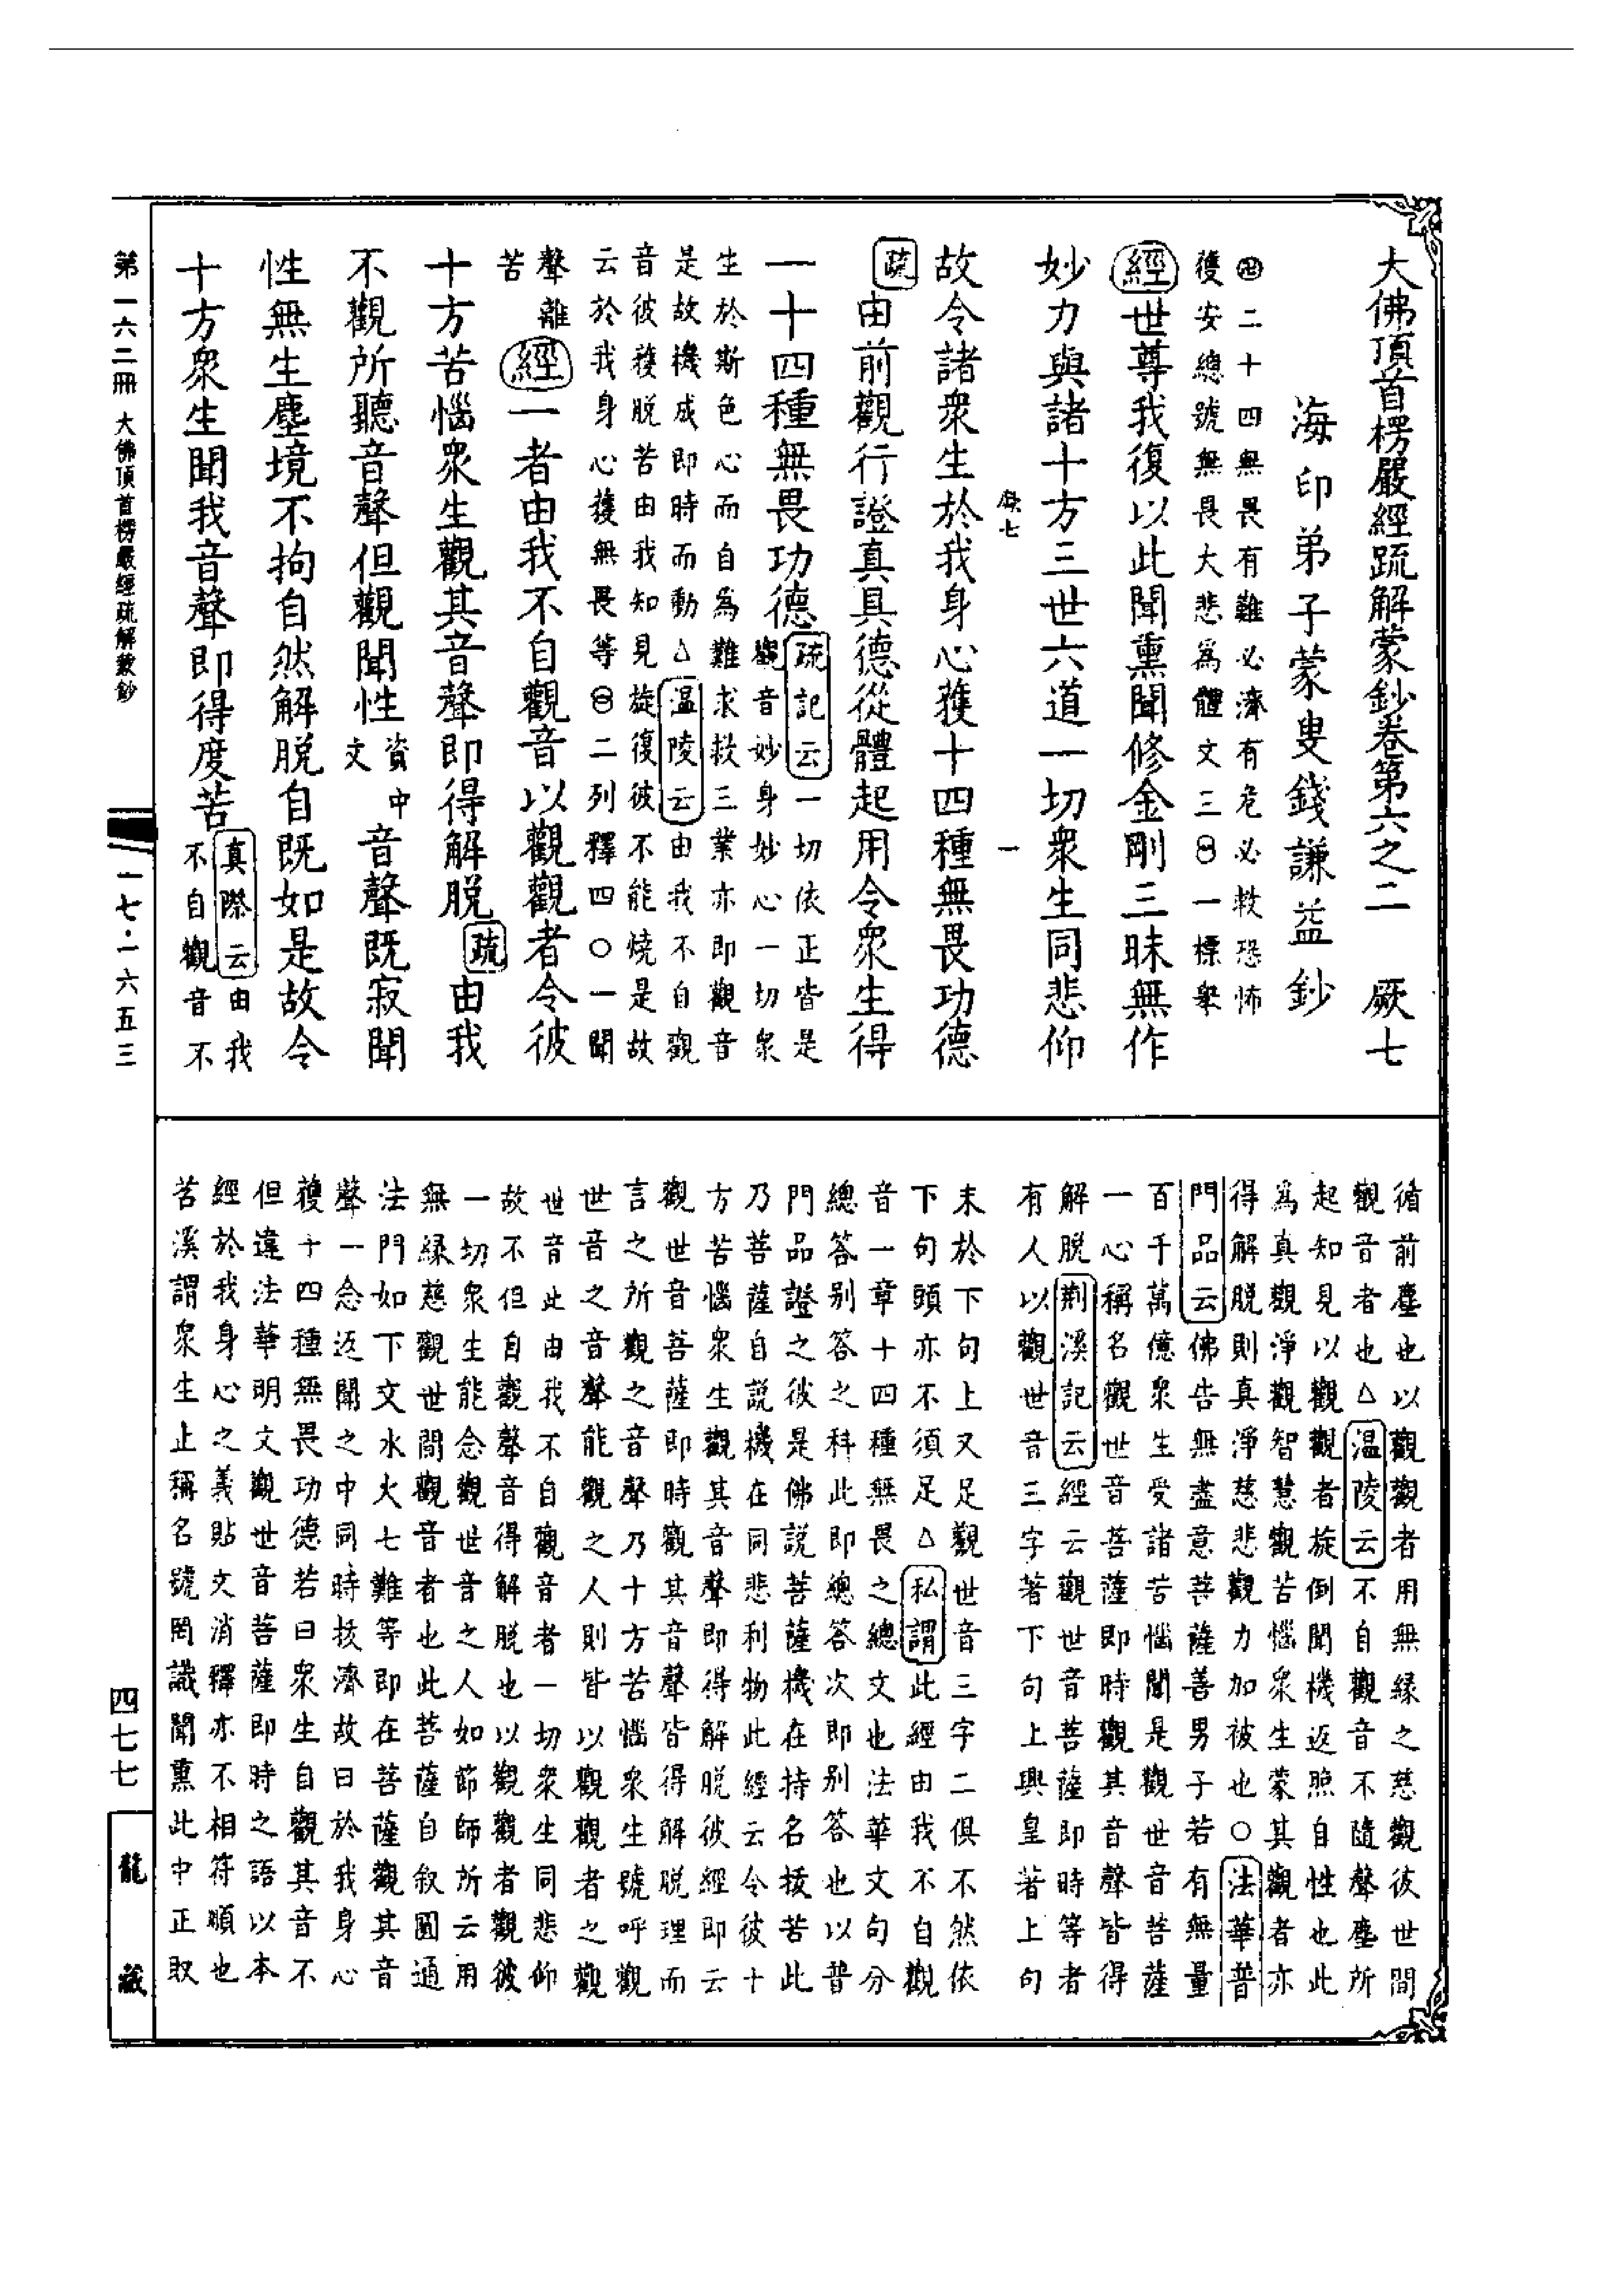 大佛頂首楞嚴經疏解蒙鈔卷第六之二　厥七
海印弟子蒙叟錢謙益鈔
㊃二十四無畏有難必濟有危必救恐怖
獲安總號無畏大悲為體文三㊀一標舉
經世尊我復以此聞熏聞修金剛三昧無作
妙力與諸十方三世六道一切衆生同悲仰
厥七　一
故令諸衆生於我身心獲十四種無畏功德
疏由前觀行證真具德從體起用令衆生得
一十四種無畏功德疏記云一切依正皆是
觀音妙身妙心一切衆
生於斯色心而自為難求救三業亦即觀音
是故機成即時而動△温陵云由我不自觀
音彼獲脱苦由我知見旋復彼不能燒是故
云於我身心獲無畏等㊀二列釋四○一聞
聲離
苦
經一者由我不自觀音以觀觀者令彼
十方苦惱衆生觀其音聲即得解脱疏由我
不觀所聽音聲但觀聞性資中
文音聲既寂聞
性無生塵境不拘自然解脱自既如是故令
十方衆生聞我音聲即得度苦真際云由我
不自觀音不
循前塵也以觀觀者用無緣之慈觀彼世間
觀音者也△温陵云不自觀音不隨聲塵所
起知見以觀觀者旋倒聞機返照自性也此
為真觀淨觀智慧觀苦惱衆生蒙其觀者亦
得解脱則真淨慈悲觀力加被也○法華普
門品云佛告無盡意菩薩善男子若有無量
百千萬億衆生受諸苦惱聞是觀世音菩薩
一心稱名觀世音菩薩即時觀其音聲皆得
解脱荆溪記云經云觀世音菩薩即時等者
有人以觀世音三字著下句上興皇著上句
末於下句上又足觀世音三字二俱不然依
下句頭亦不須足△私謂此經由我不自觀
音一章十四種無畏之總文也法華文句分
總答别答之科此即總答次即别答也以普
門品證之彼是佛説菩薩機在持名拔苦此
乃菩薩自説機在同悲利物此經云令彼十
方苦惱衆生觀其音聲即得解脱彼經即云
觀世音菩薩即時觀其音聲皆得解脱理而
言之所觀之音聲乃十方苦惱衆生號呼觀
世音之音聲能觀之人則皆以觀觀者之觀
世音此由我不自觀音者一切衆生同悲仰
故不但自觀聲音得解脱也以觀觀者觀彼
一切衆生能念觀世音之人如節師所云用
無緣慈觀世間觀音者也此菩薩自叙圓通
法門如下文水火七難等即在菩薩觀其音
聲一念返聞之中同時拔濟故曰於我身心
獲十四種無畏功德若曰衆生自觀其音不
但違法華明文觀世音菩薩即時之語以本
經於我身心之義貼文消釋亦不相符順也
苕溪謂衆生止稱名號罔識聞熏此中正取
第一六二冊　大佛頂首楞嚴經疏解蒙鈔
一七·一六五三
四七七
龍藏